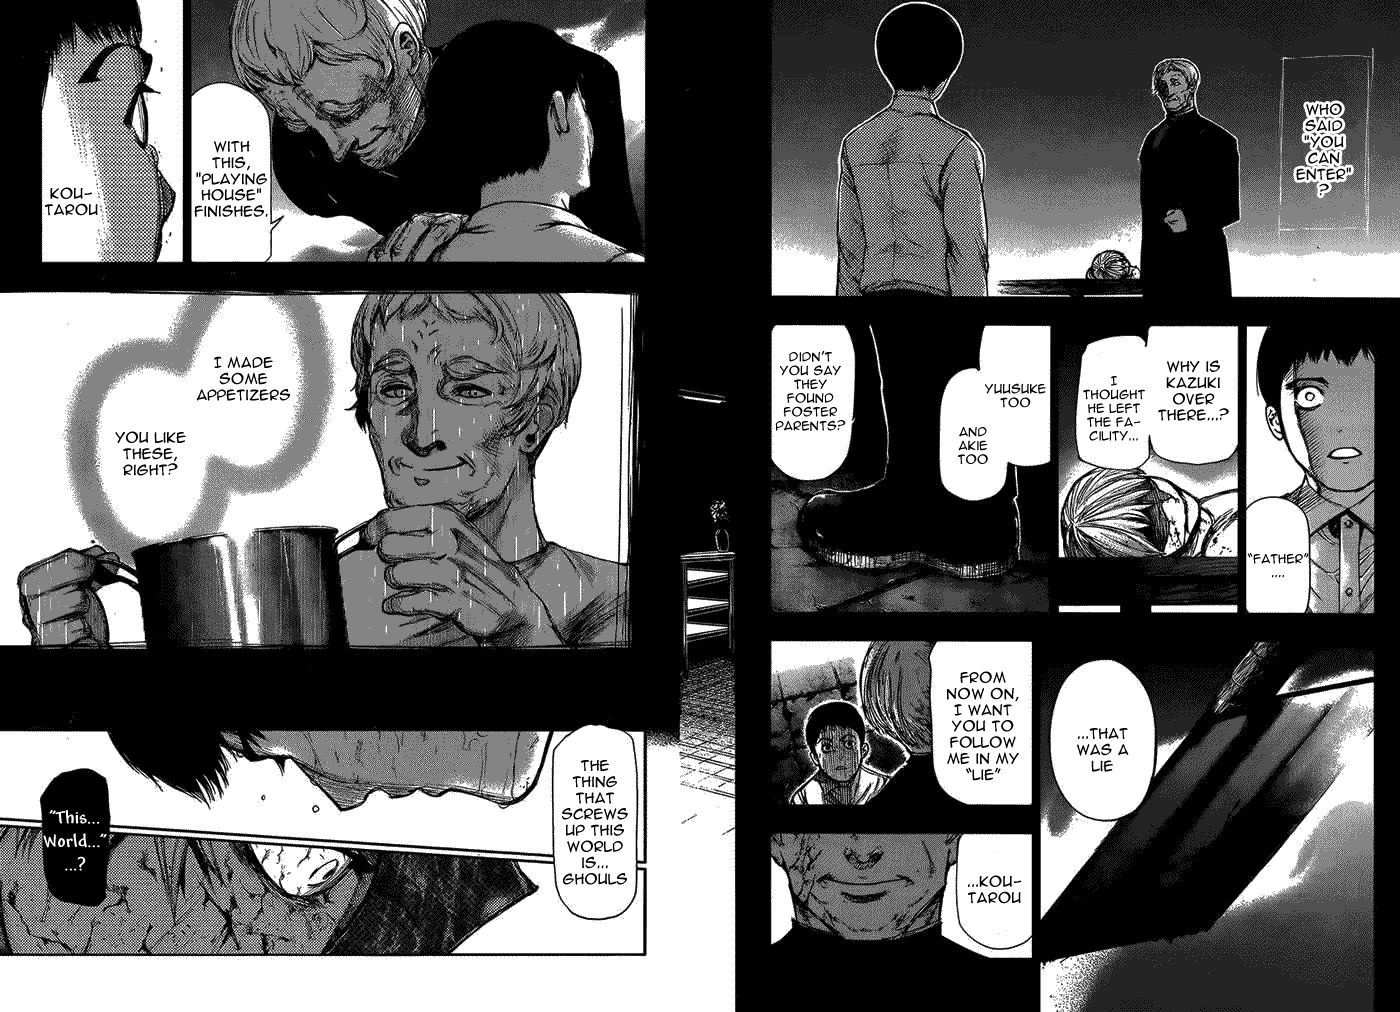 WHO
SAID
"YOU
CAN
ENTER"
?
"FATHER"
....
WHY IS
KAZUKI
OVER
THERE...?
I
THOUGHT
HE LEFT
THE FA-
CILITY...
YUUSUKE
TOO
AND
AKIE
TOO
DIDN'T
YOU SAY
THEY
FOUND
FOSTER
PARENTS?
...THAT
WAS A
LIE
FROM
NOW ON,
I WANT
YOU TO
FOLLOW
ME IN MY
"LIE"
...KOU-
TAROU
WITH
THIS,
"PLAYING
HOUSE"
FINISHES.
KOU-
TAROU
I MADE
SOME
APPETIZERS
YOU LIKE
THESE,
RIGHT?
THE
THING
THAT
SCREWS
UP THIS
WORLD
IS...
GHOULS
"This...
World..."
...?